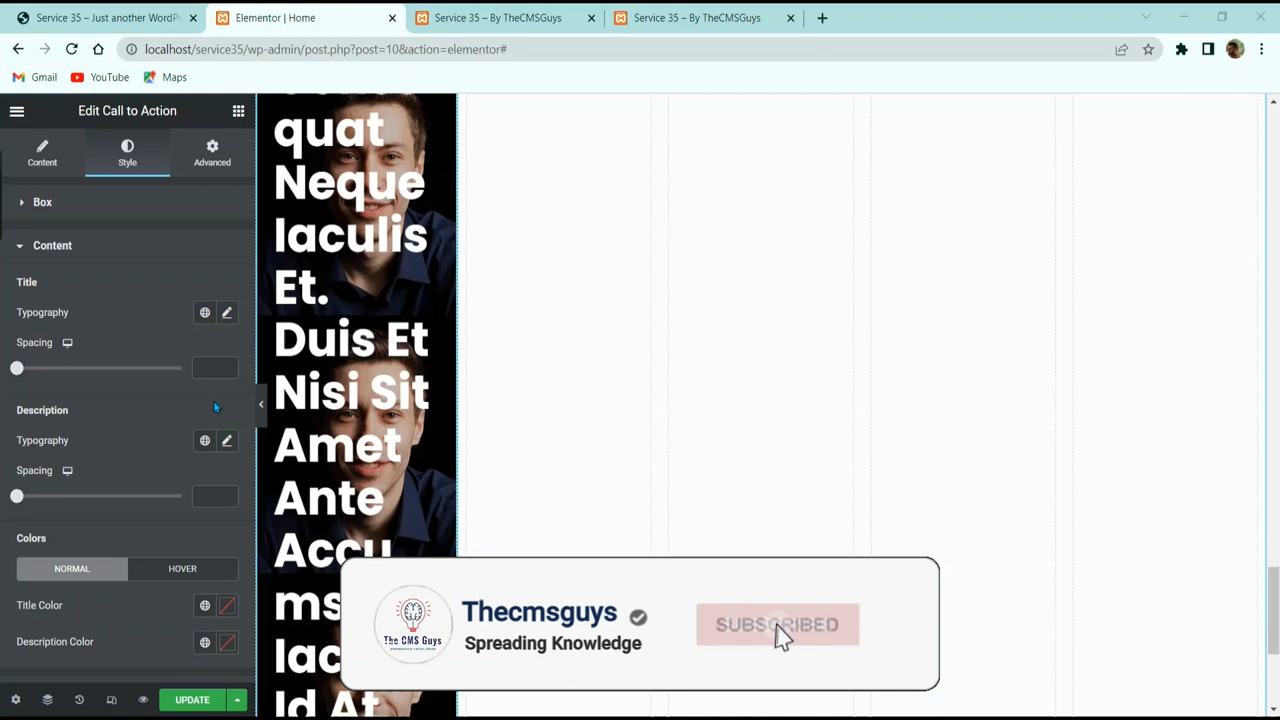 Service 35 – Just another WordPr
Elementor | Home
Service 35 – By TheCMSGuys
Service 35 – By TheCMSGuys
localhost/service35/wp-admin/post.php?post=10&action=elementor#
Gmail
YouTube
Maps
Edit Call to Action
Content
Style
Advanced
Box
Content
Title
Typography
Spacing
Description
Typography
Spacing
Colors
NORMAL
HOVER
Title Color
Description Color
UPDATE
quat
Neque
Iaculis
Et.
Duis Et
Nisi Sit
Amet
Ante
Accu
ms
Iac
Id At
The CMS Guys
Thecmsguys
Spreading Knowledge
SUBSCRIBED